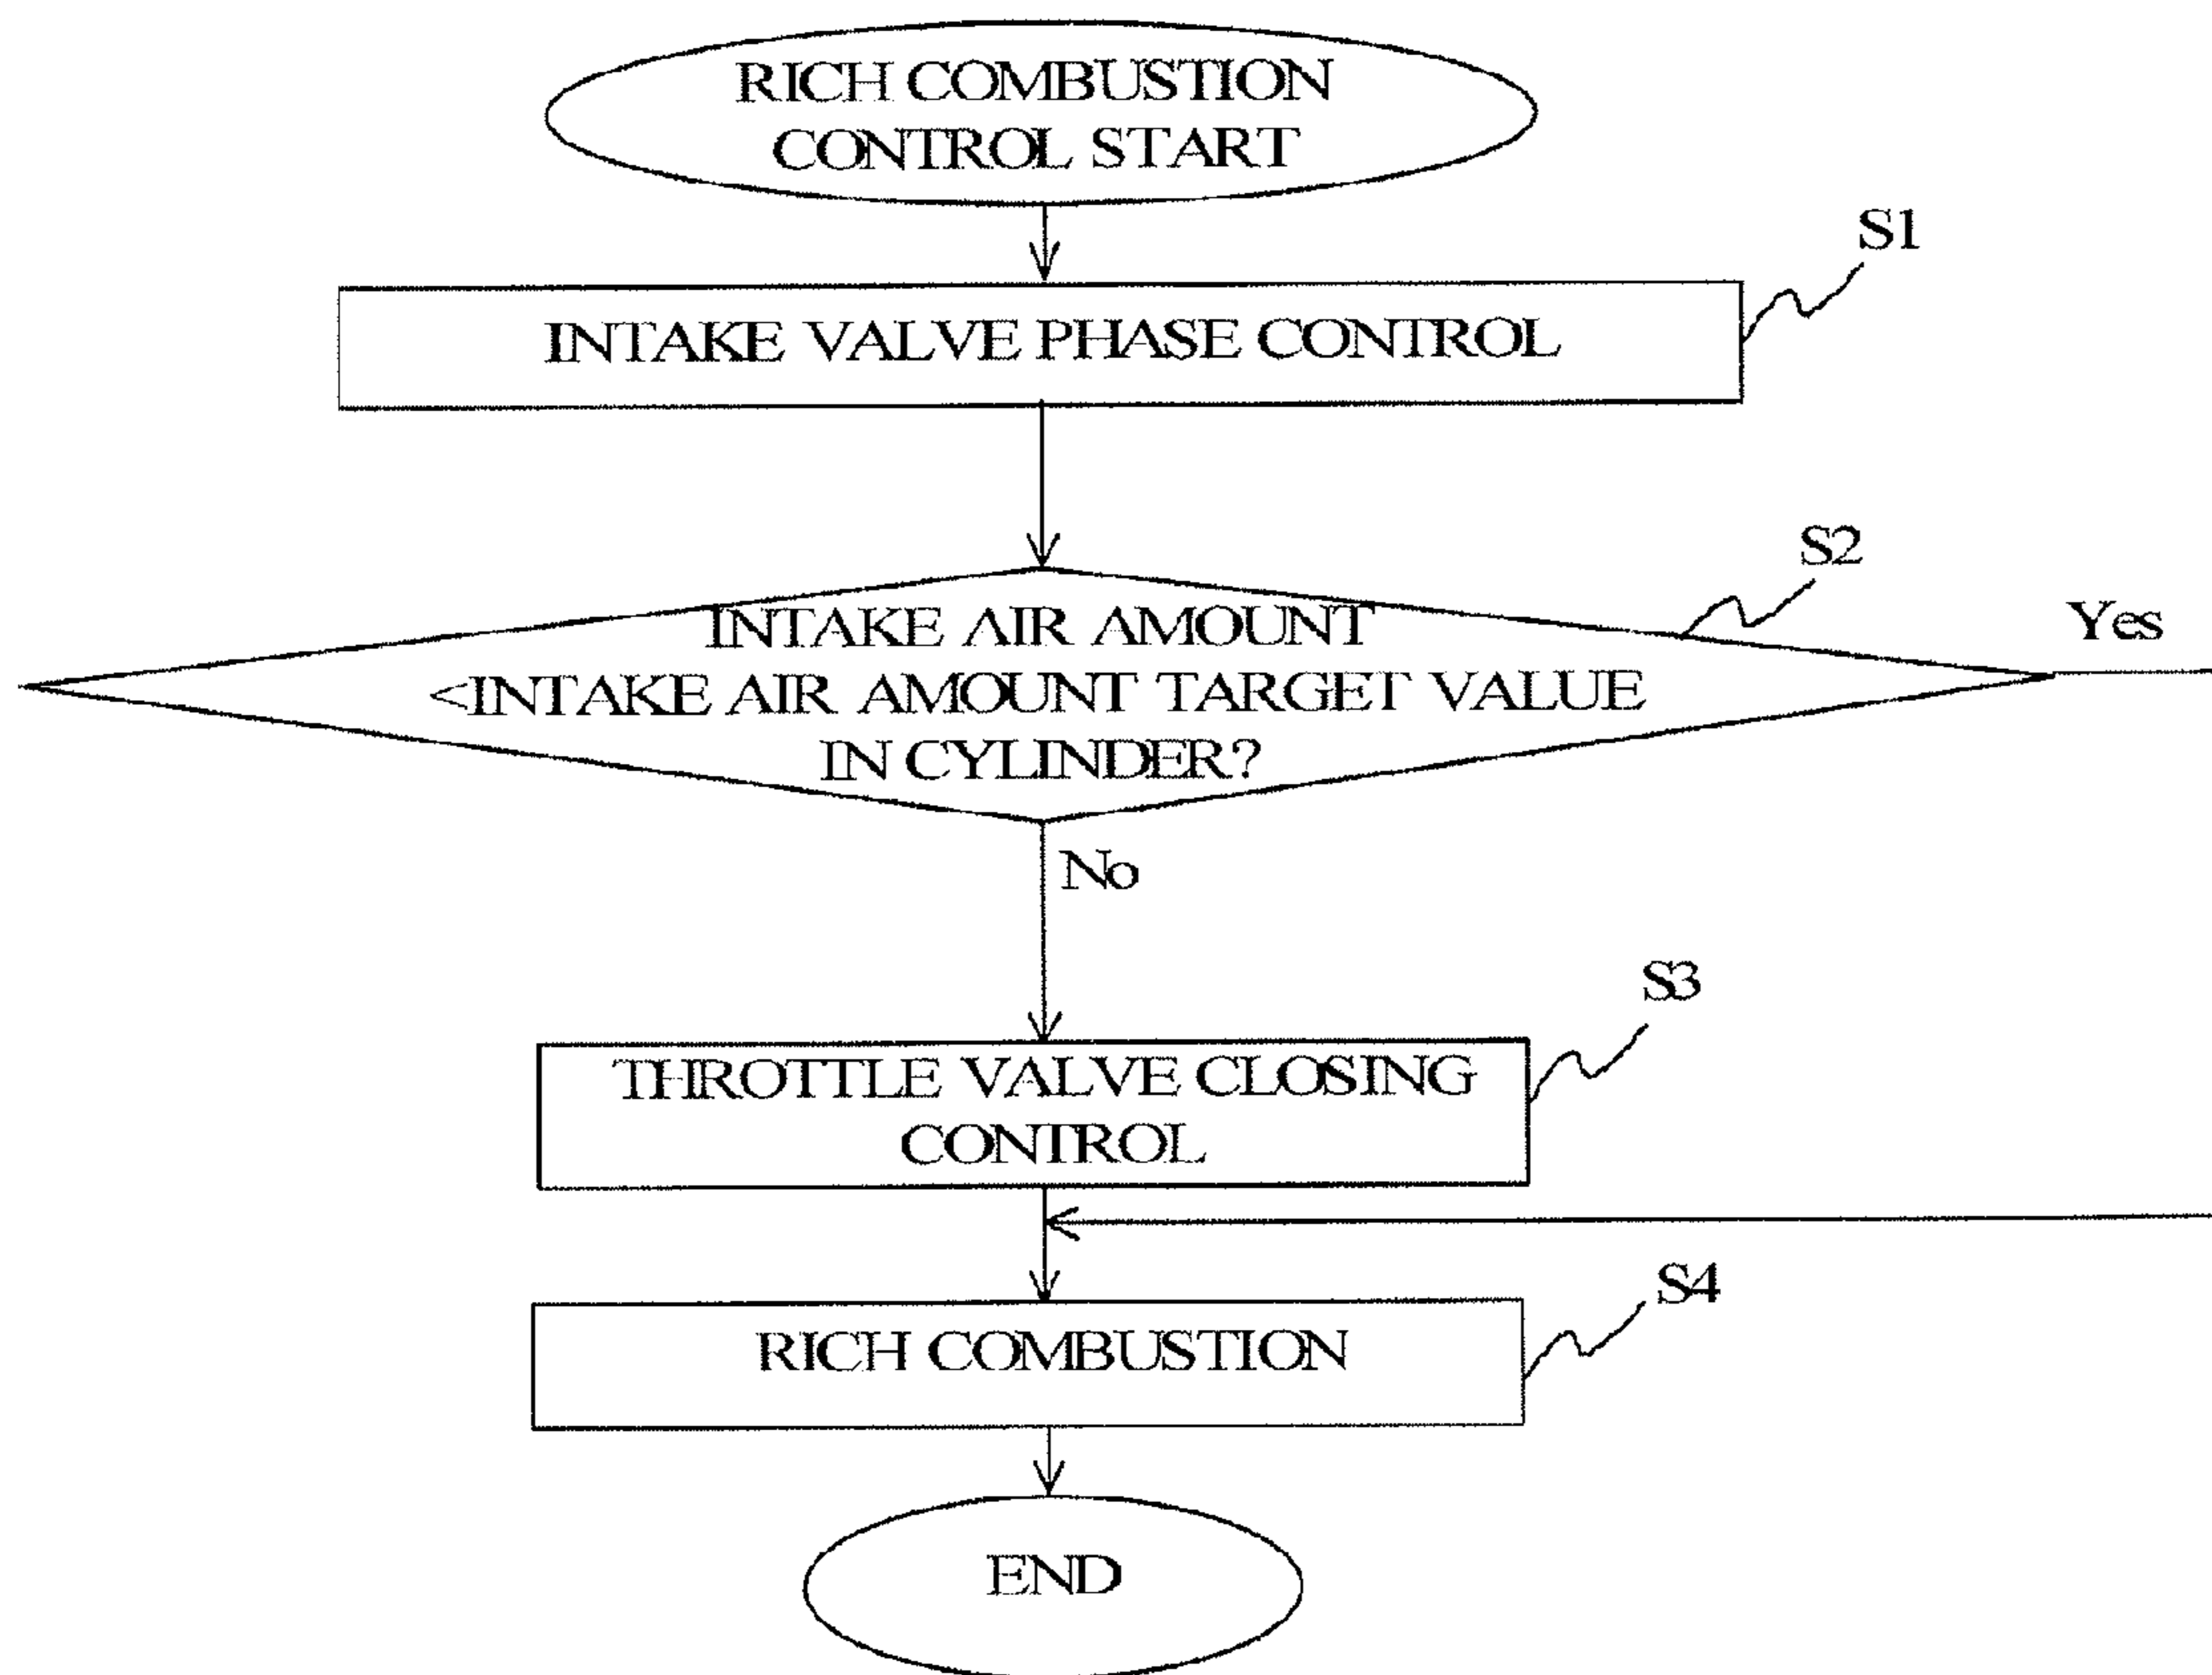 RICH COMBUSTION
CONTROL START
S1
INTAKE VALVE PHASE CONTROL
S2
Yes
INTAKE AIR AMOUNT
<INTAKE AIR AMOUNT TARGET VALUE
IN CYLINDER?
No
S3
THROTTLE VALVE CLOSING
CONTROL
S4
RICH COMBUSTION
END